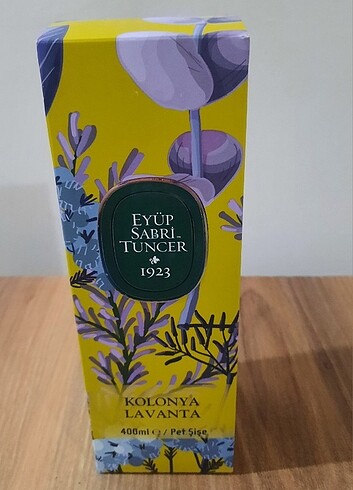 EYÜP
SABRİ
TUNCER
1923
KOLONYA
LAVANTA
400ml ℮ / Pet Şişe